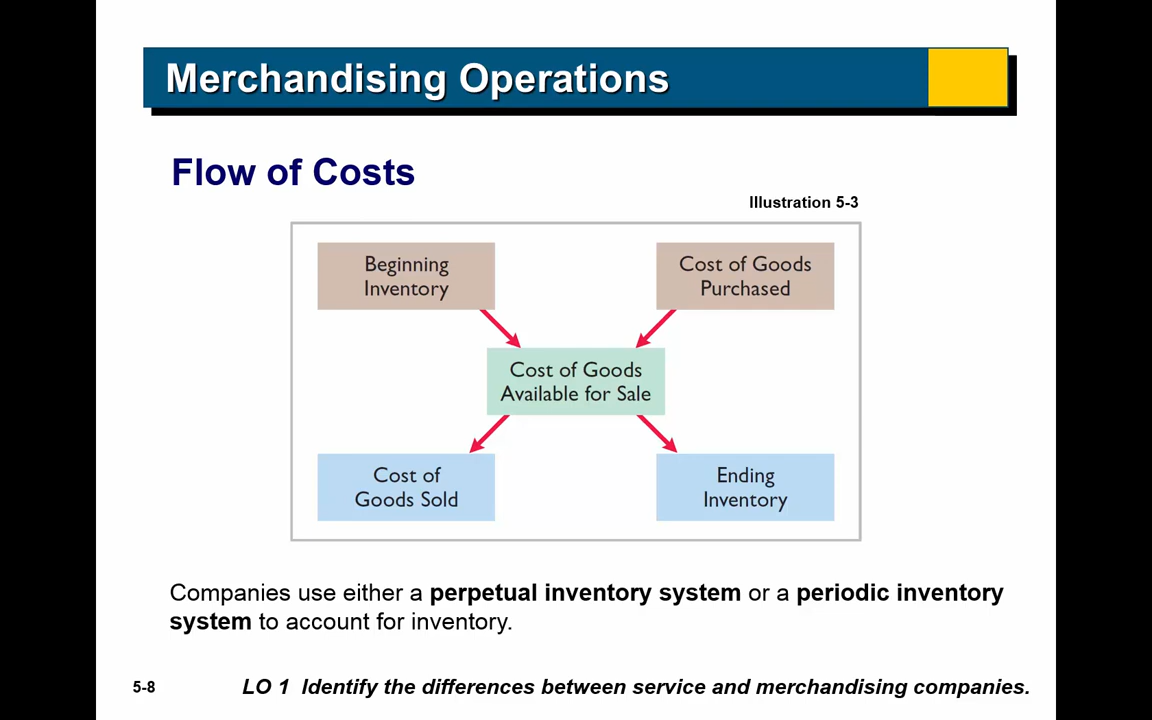 Merchandising Operations
Flow of Costs
Illustration 5-3
Beginning
Inventory
Cost of Goods
Purchased
Cost of Goods
Available for Sale
Cost of
Goods Sold
Ending
Inventory
Companies use either a perpetual inventory system or a periodic inventory
system to account for inventory.
5-8
LO 1 Identify the differences between service and merchandising companies.